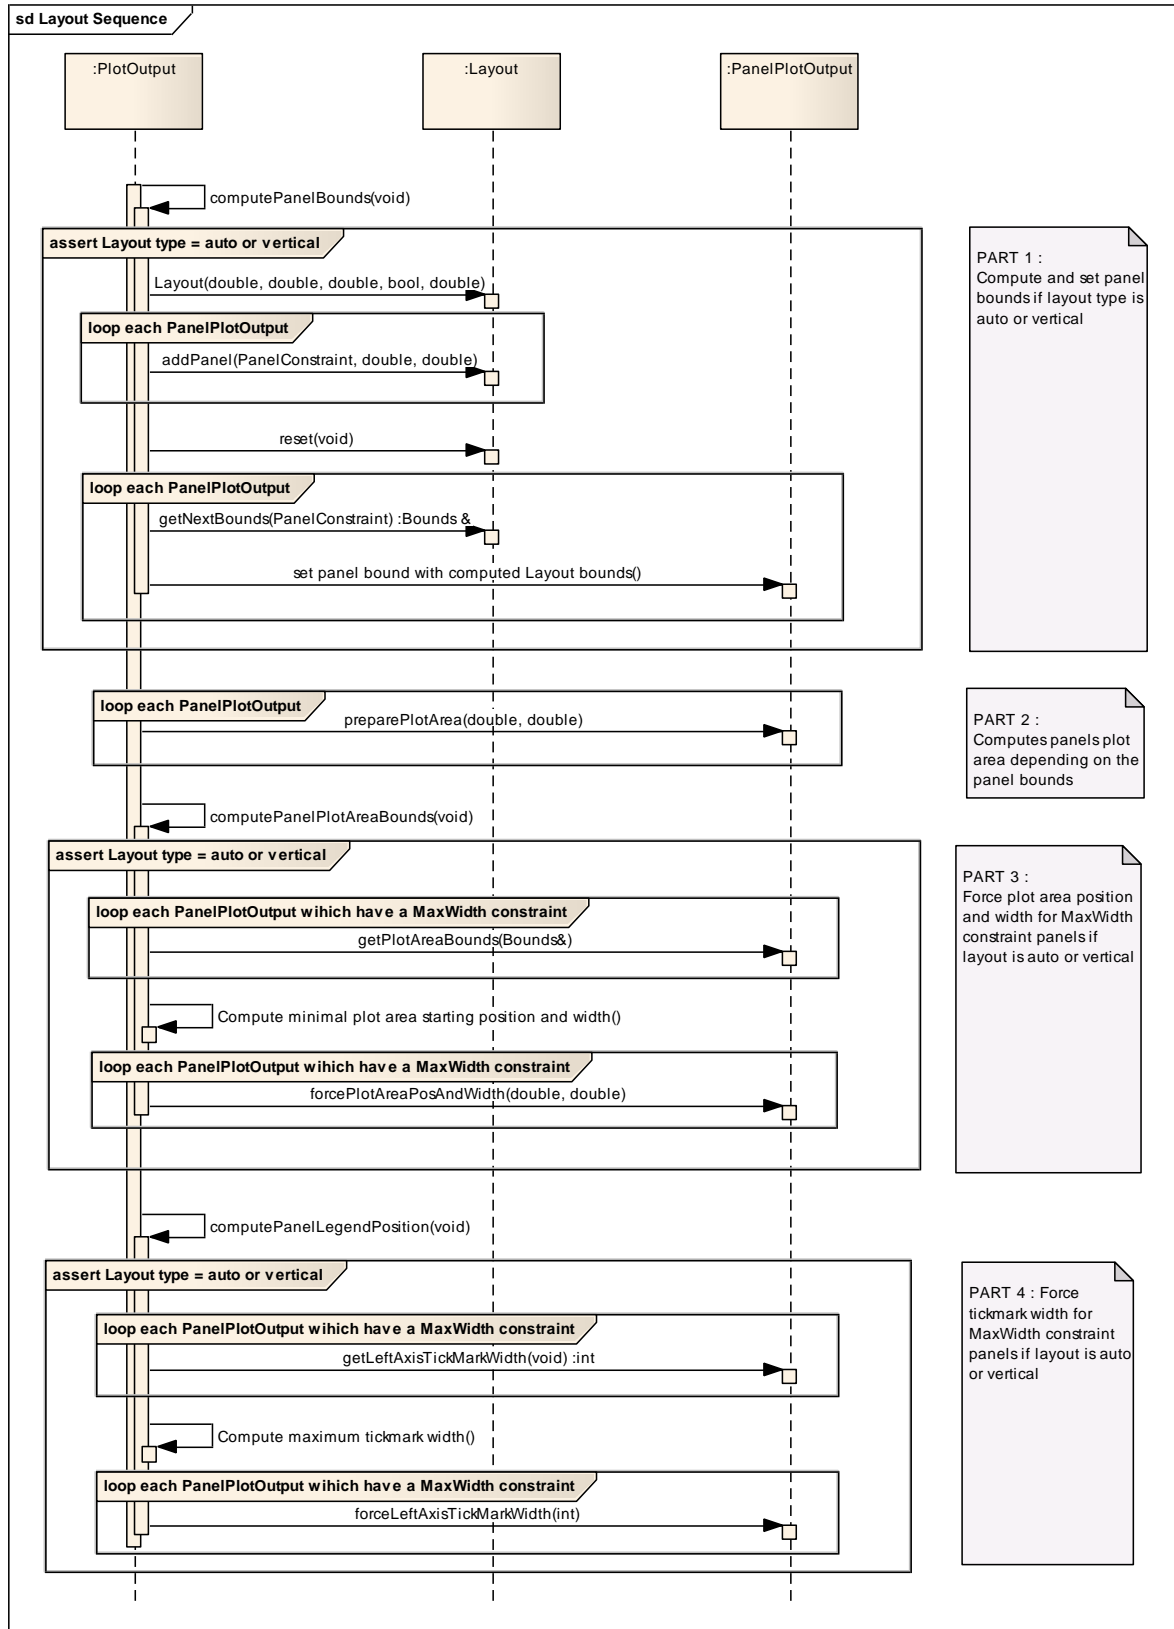 sd Layout Sequence
:PlotOutput
:Layout
:PanelPlotOutput
computePanelBounds(void)
assert Layout type = auto or vertical
PART 1 :
Compute and set panel
bounds if layout type is
auto or vertical
Layout(double, double, double, bool, double)
loop each PanelPlotOutput
addPanel(PanelConstraint, double, double)
reset(void)
loop each PanelPlotOutput
getNextBounds(PanelConstraint) :Bounds &
set panel bound with computed Layout bounds()
loop each PanelPlotOutput
preparePlotArea(double, double)
PART 2 :
Computes panels plot
area depending on the
panel bounds
computePanelPlotAreaBounds(void)
assert Layout type = auto or vertical
PART 3 :
Force plot area position
and width for MaxWidth
constraint panels if
layout is auto or vertical
loop each PanelPlotOutput wihich have a MaxWidth constraint
getPlotAreaBounds(Bounds&)
Compute minimal plot area starting position and width()
loop each PanelPlotOutput wihich have a MaxWidth constraint
forcePlotAreaPosAndWidth(double, double)
computePanelLegendPosition(void)
assert Layout type = auto or vertical
PART 4 : Force
tickmark width for
MaxWidth constraint
panels if layout is auto
or vertical
loop each PanelPlotOutput wihich have a MaxWidth constraint
getLeftAxisTickMarkWidth(void) :int
Compute maximum tickmark width()
loop each PanelPlotOutput wihich have a MaxWidth constraint
forceLeftAxisTickMarkWidth(int)